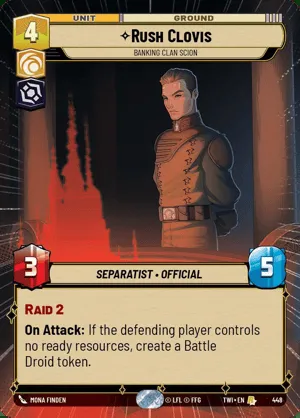 UNIT GROUND
4
✧RUSH CLOVIS
BANKING CLAN SCION
3
SEPARATIST • OFFICIAL
5
RAID 2
On Attack: If the defending player controls
no ready resources, create a Battle
Droid token.
MONA FINDEN © LFL © FFG TWI • EN 448